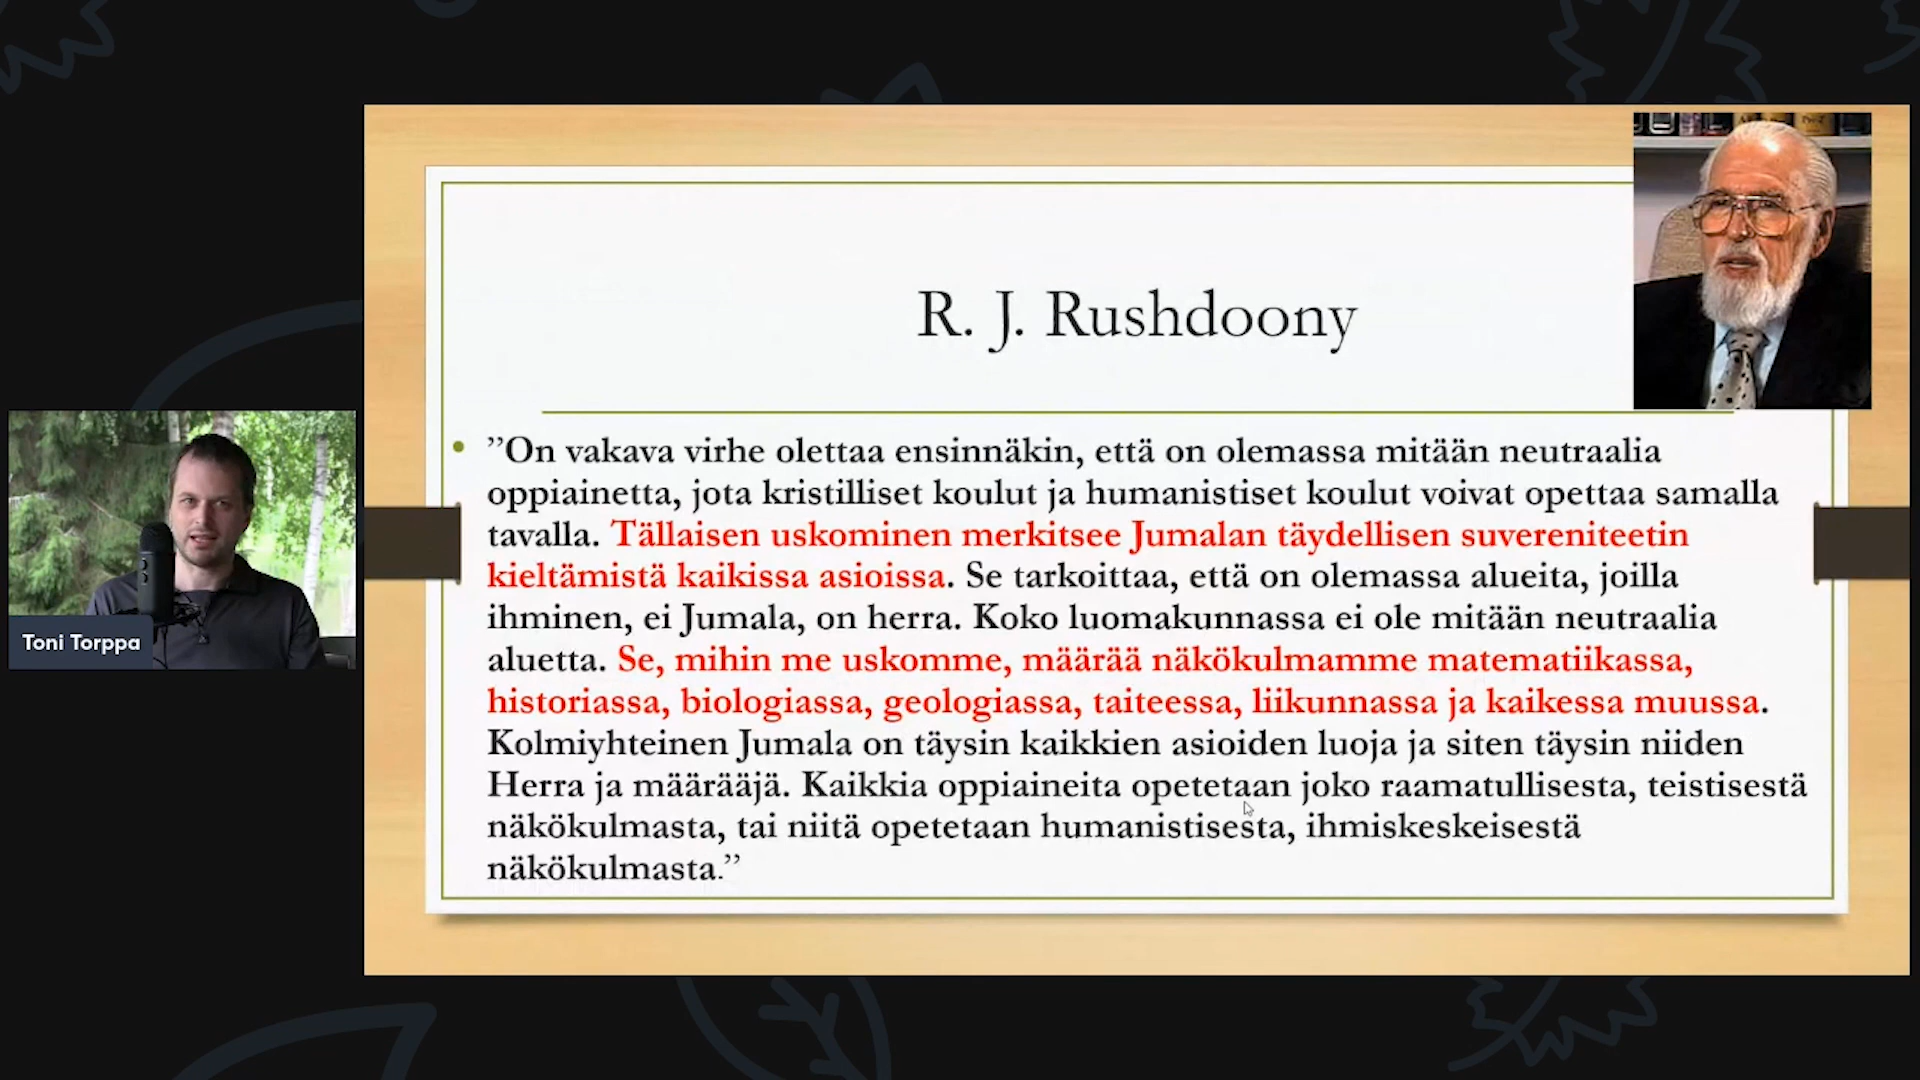 R. J. Rushdoony
”On vakava virhe olettaa ensinnäkin, että on olemassa mitään neutraalia
oppiainetta, jota kristilliset koulut ja humanistiset koulut voivat opettaa samalla
tavalla. Tällaisen uskominen merkitsee Jumalan täydellisen suvereniteetin
kieltämistä kaikissa asioissa. Se tarkoittaa, että on olemassa alueita, joilla
ihminen, ei Jumala, on herra. Koko luomakunnassa ei ole mitään neutraalia
aluetta. Se, mihin me uskomme, määrää näkökulmamme matematiikassa,
historiassa, biologiassa, geologiassa, taiteessa, liikunnassa ja kaikessa muussa.
Kolmiyhteinen Jumala on täysin kaikkien asioiden luoja ja siten täysin niiden
Herra ja määrääjä. Kaikkia oppiaineita opetetaan joko raamatullisesta, teistisestä
näkökulmasta, tai niitä opetetaan humanistisesta, ihmiskeskeisestä
näkökulmasta.”
Toni Torppa